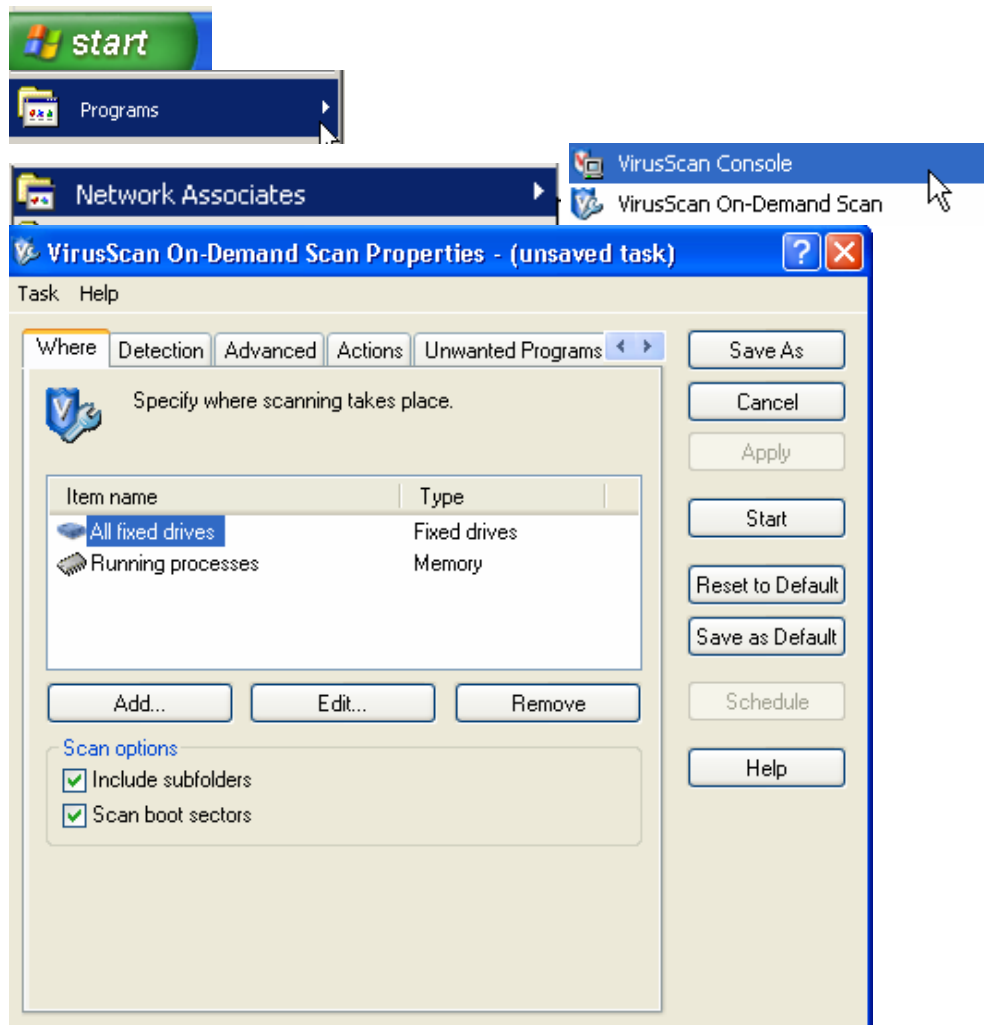 start
Programs
Network Associates
VirusScan Console
VirusScan On-Demand Scan
VirusScan On-Demand Scan Properties - (unsaved task)
Task Help
Where Detection Advanced Actions Unwanted Programs
Specify where scanning takes place.
Item name Type
All fixed drives Fixed drives
Running processes Memory
Add... Edit... Remove
Scan options
Include subfolders
Scan boot sectors
Save As
Cancel
Apply
Start
Reset to Default
Save as Default
Schedule
Help